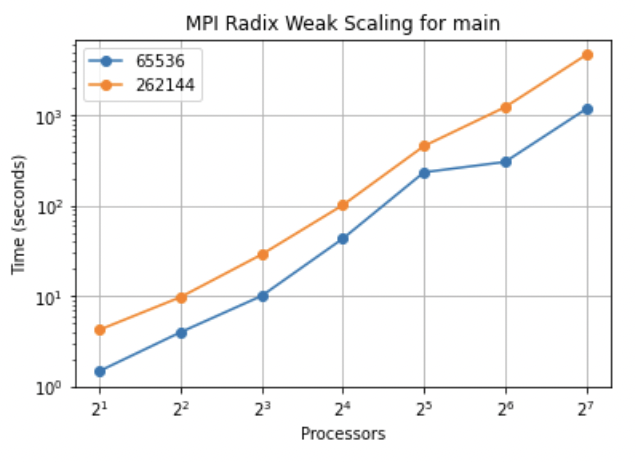 MPI Radix Weak Scaling for main
65536
262144
Time (seconds)
10³
10²
10¹
10⁰
2¹ 2² 2³ 2⁴ 2⁵ 2⁶ 2⁷
Processors